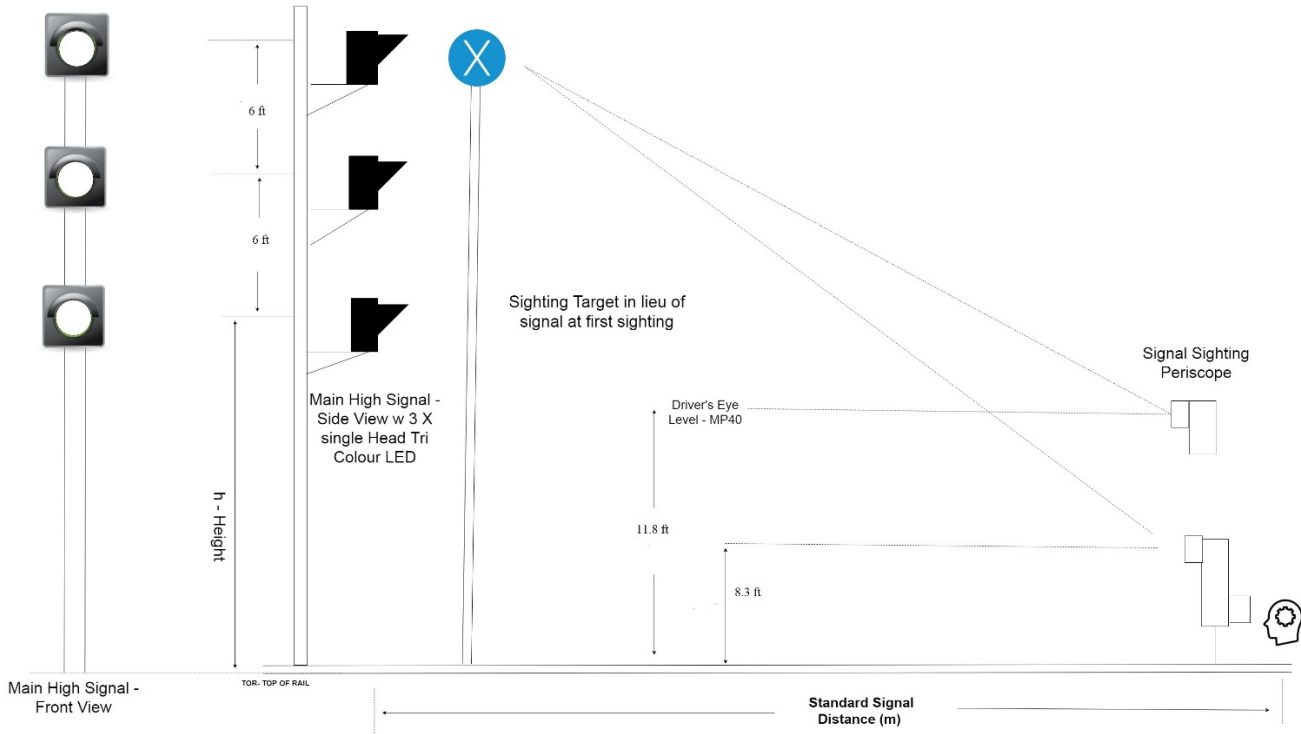 6 ft
6 ft
X
Sighting Target in lieu of
signal at first sighting
Signal Sighting
Periscope
Main High Signal -
Side View w 3 X
single Head Tri
Colour LED
Driver's Eye
Level - MP40
h - Height
11.8 ft
8.3 ft
TOR- TOP OF RAIL
Main High Signal -
Front View
Standard Signal
Distance (m)